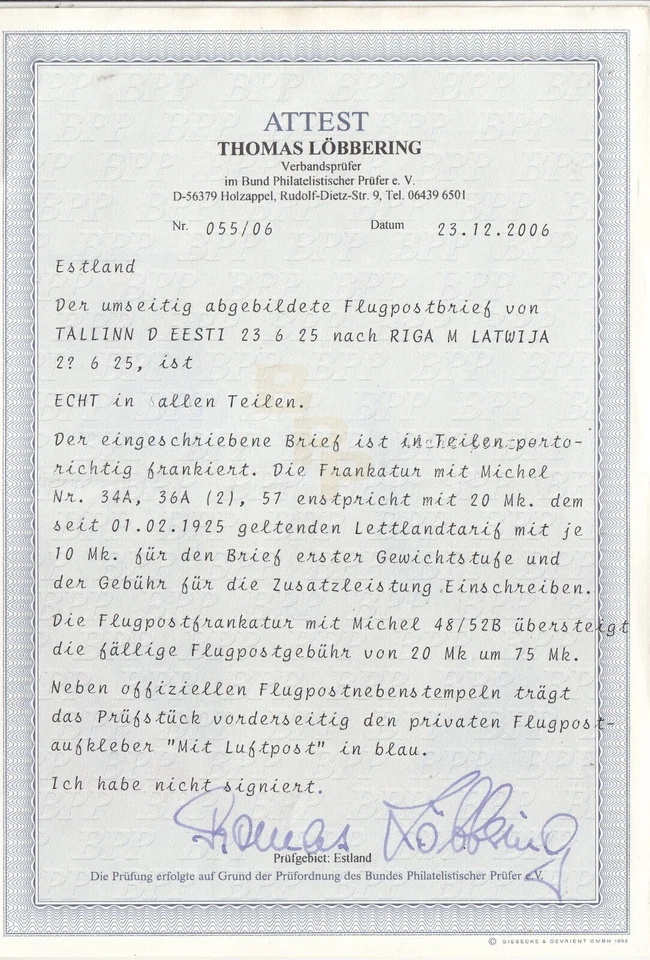 ATTEST
THOMAS LÖBBERING
Verbandsprüfer
im Bund Philatelistischer Prüfer e. V.
D-56379 Holzappel, Rudolf-Dietz-Str. 9, Tel. 06439 6501
Nr. 055/06 Datum 23.12.2006
Estland
Der umseitig abgebildete Flugpostbrief von
TALLINN D EESTI 23 6 25 nach RIGA M LATWIJA
2? 6 25, ist
ECHT in allen Teilen.
Der eingeschriebene Brief ist in Teilen porto-
richtig frankiert. Die Frankatur mit Michel
Nr. 34A, 36A (2), 57 enstpricht mit 20 Mk. dem
seit 01.02.1925 geltenden Lettlandtarif mit je
10 Mk. für den Brief erster Gewichtstufe und
der Gebühr für die Zusatzleistung Einschreiben.
Die Flugpostfrankatur mit Michel 48/52B übersteigt
die fällige Flugpostgebühr von 20 Mk um 75 Mk.
Neben offiziellen Flugpostnebenstempeln trägt
das Prüfstück vorderseitig den privaten Flugpost-
aufkleber "Mit Luftpost" in blau.
Ich habe nicht signiert.
Thomas Löbbering
Prüfgebiet: Estland
Die Prüfung erfolgte auf Grund der Prüfordnung des Bundes Philatelistischer Prüfer e.V.
© GIESECKE & DEVRIENT GMBH 1992